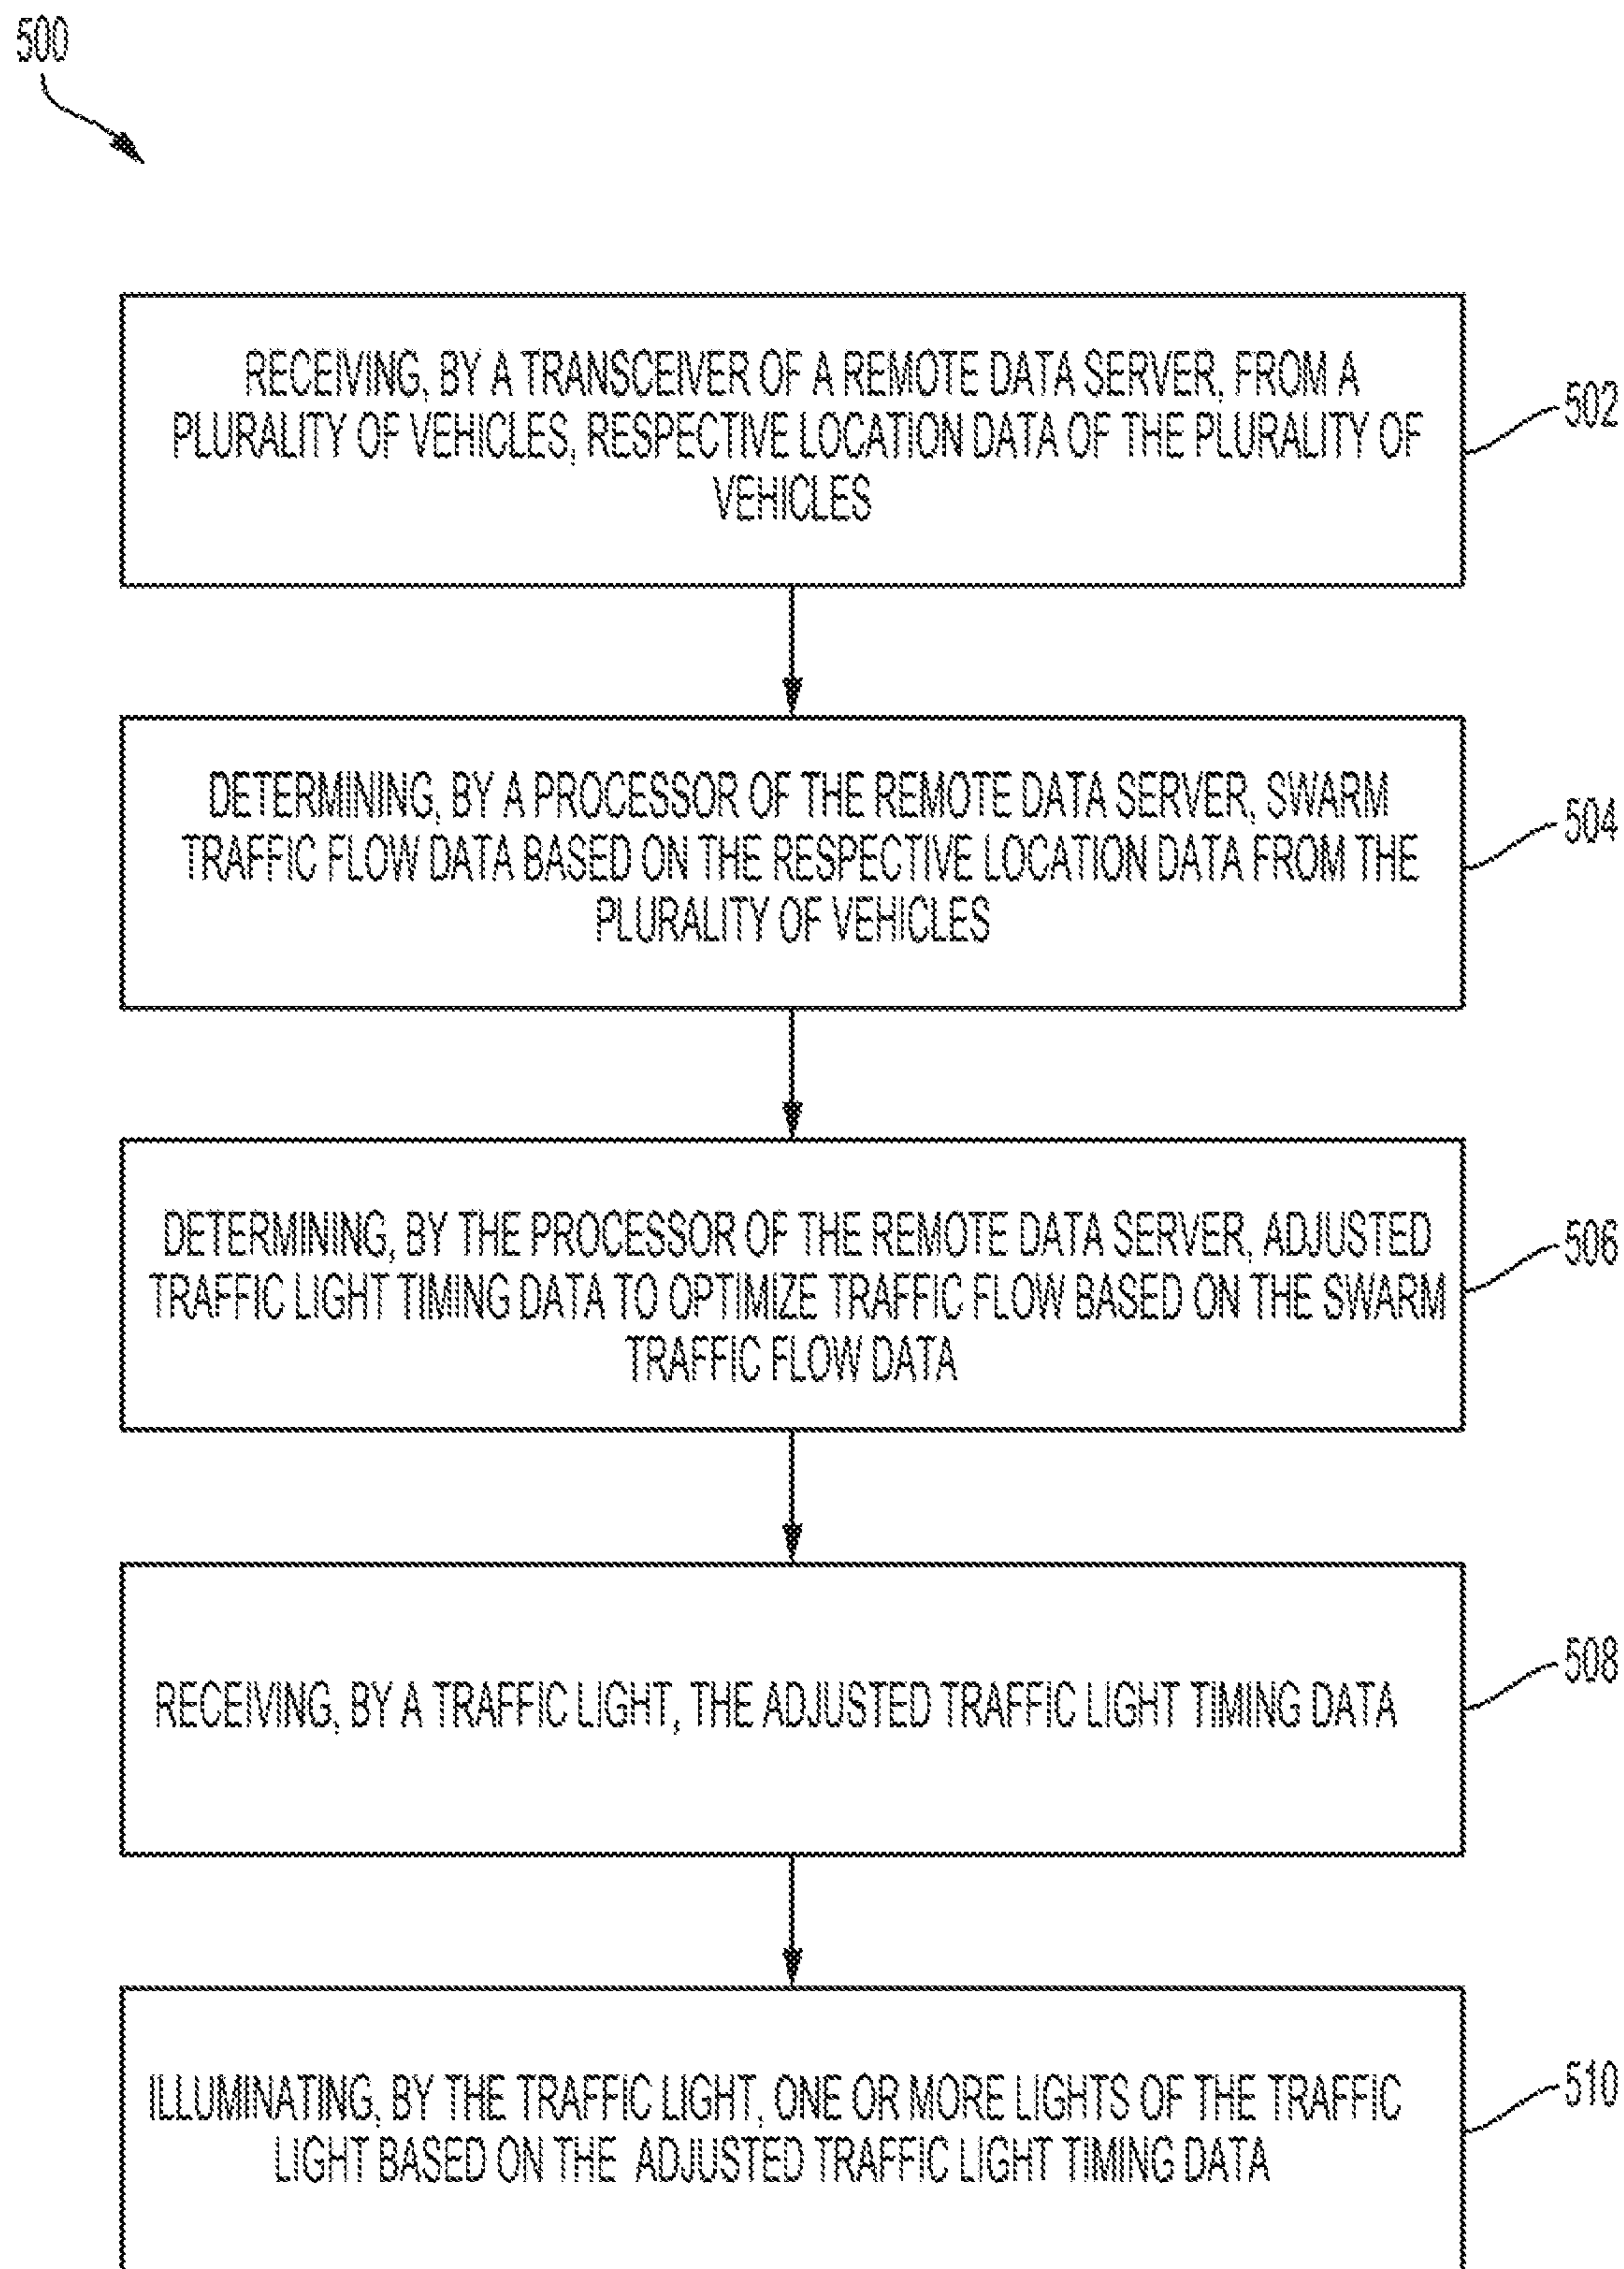 500
RECEIVING, BY A TRANSCEIVER OF A REMOTE DATA SERVER, FROM A
PLURALITY OF VEHICLES, RESPECTIVE LOCATION DATA OF THE PLURALITY OF
VEHICLES
502
DETERMINING, BY A PROCESSOR OF THE REMOTE DATA SERVER, SWARM
TRAFFIC FLOW DATA BASED ON THE RESPECTIVE LOCATION DATA FROM THE
PLURALITY OF VEHICLES
504
DETERMINING, BY THE PROCESSOR OF THE REMOTE DATA SERVER, ADJUSTED
TRAFFIC LIGHT TIMING DATA TO OPTIMIZE TRAFFIC FLOW BASED ON THE SWARM
TRAFFIC FLOW DATA
506
RECEIVING, BY A TRAFFIC LIGHT, THE ADJUSTED TRAFFIC LIGHT TIMING DATA
508
ILLUMINATING, BY THE TRAFFIC LIGHT, ONE OR MORE LIGHTS OF THE TRAFFIC
LIGHT BASED ON THE ADJUSTED TRAFFIC LIGHT TIMING DATA
510